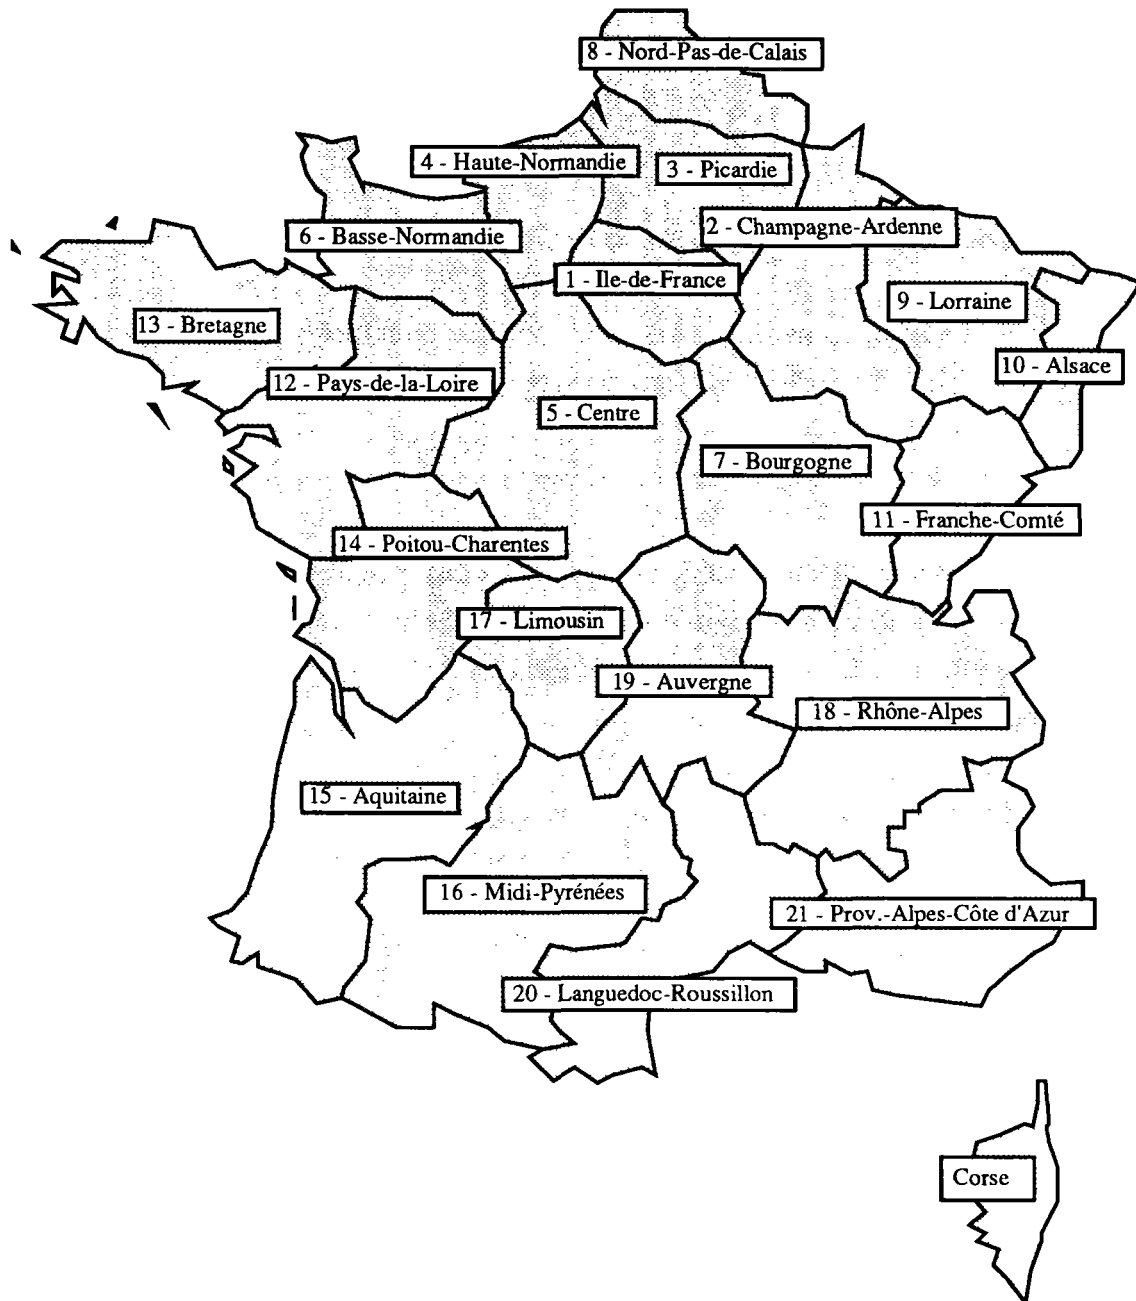 8 - Nord-Pas-de-Calais
4 - Haute-Normandie
3 - Picardie
2 - Champagne-Ardenne
6 - Basse-Normandie
1 - Ile-de-France
9 - Lorraine
13 - Bretagne
10 - Alsace
12 - Pays-de-la-Loire
5 - Centre
7 - Bourgogne
11 - Franche-Comté
14 - Poitou-Charentes
17 - Limousin
19 - Auvergne
18 - Rhône-Alpes
15 - Aquitaine
16 - Midi-Pyrénées
21 - Prov.-Alpes-Côte d'Azur
20 - Languedoc-Roussillon
Corse